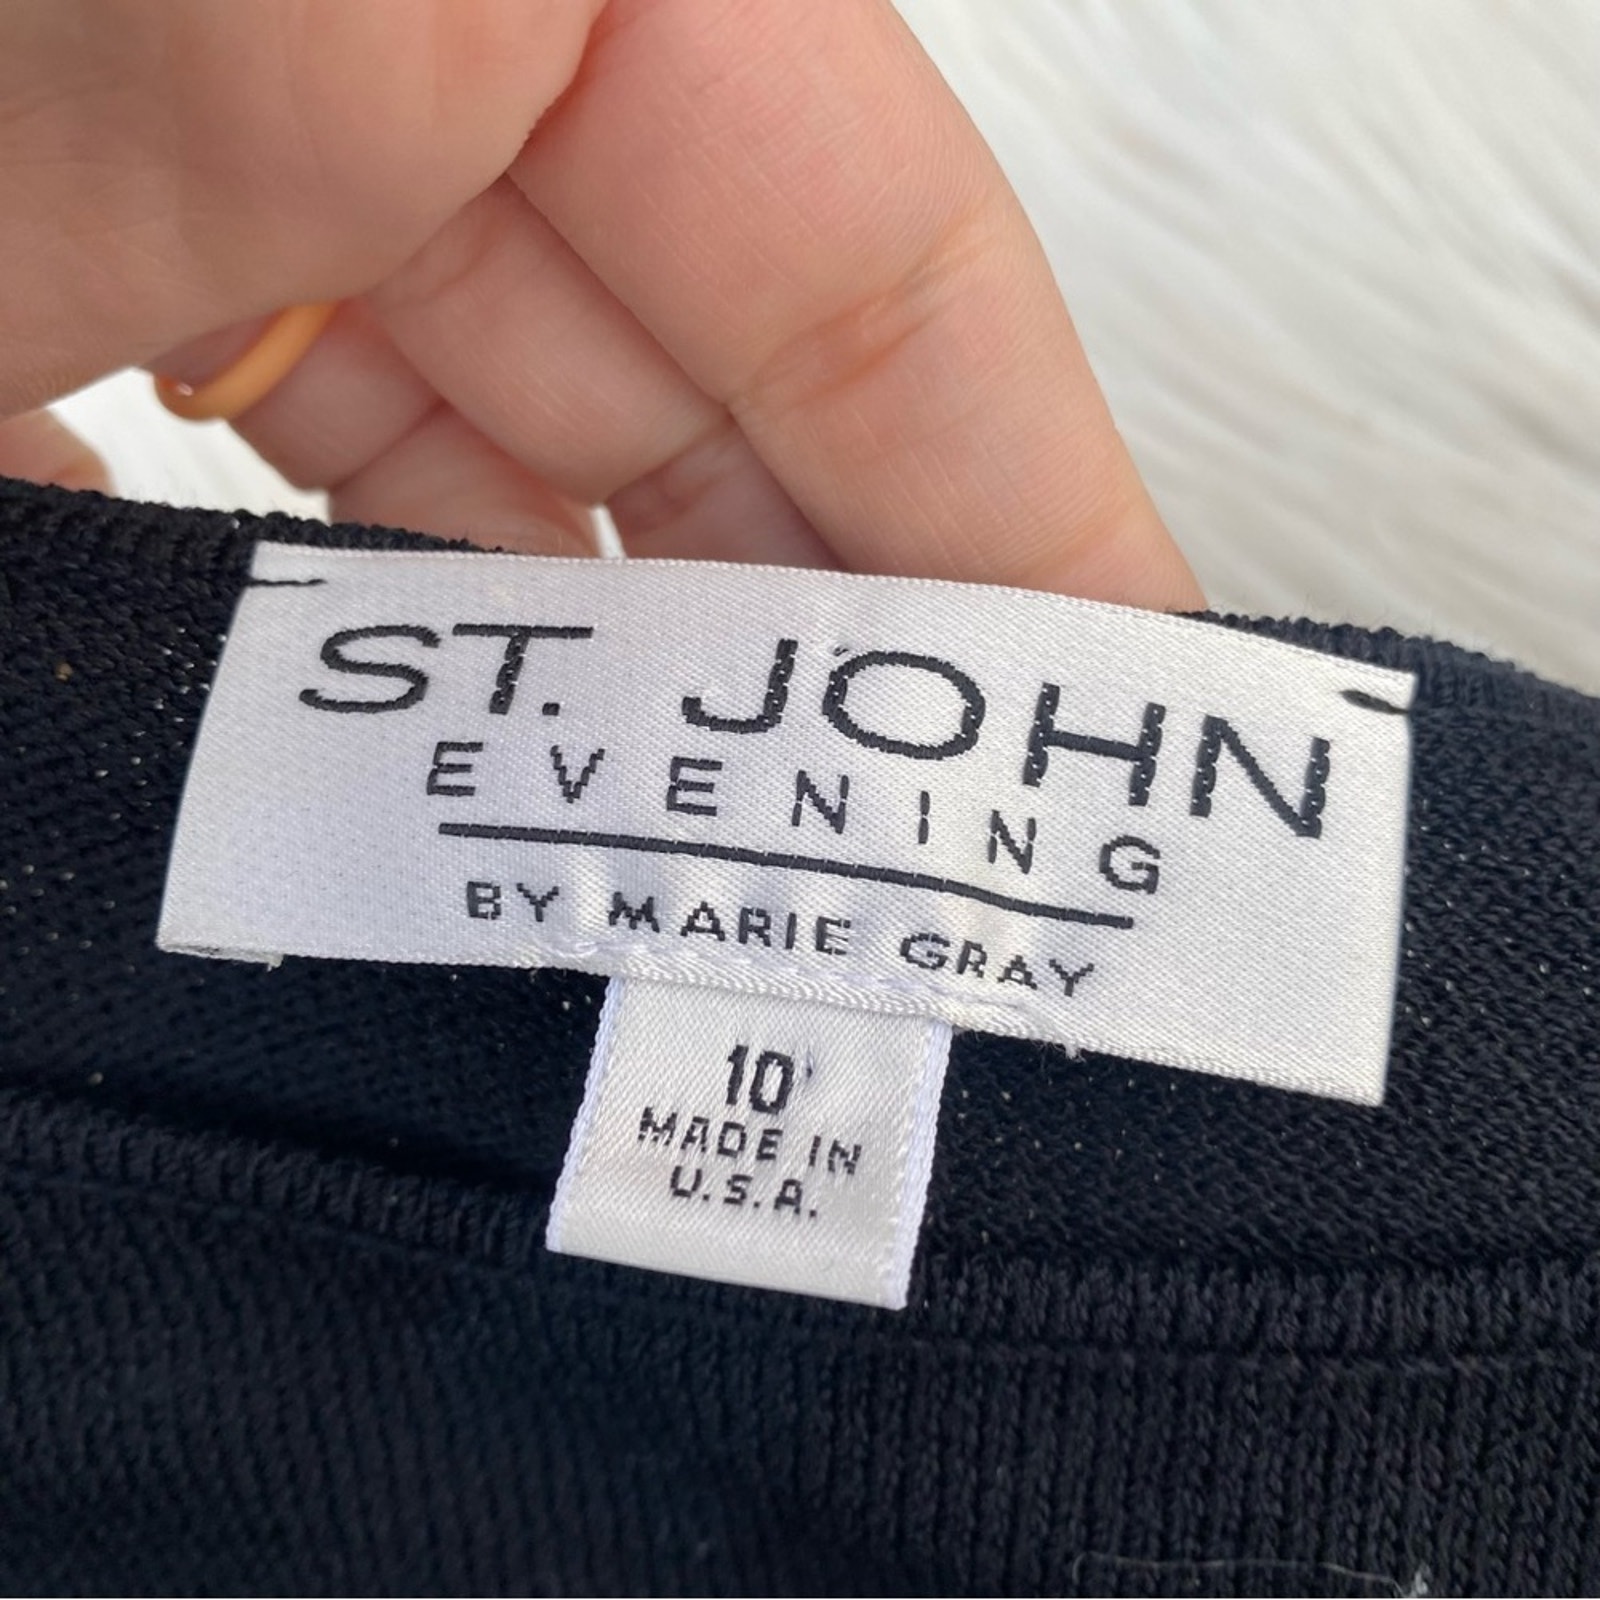 ST. JOHN
EVENING
BY MARIE GRAY
10
MADE IN
U.S.A.